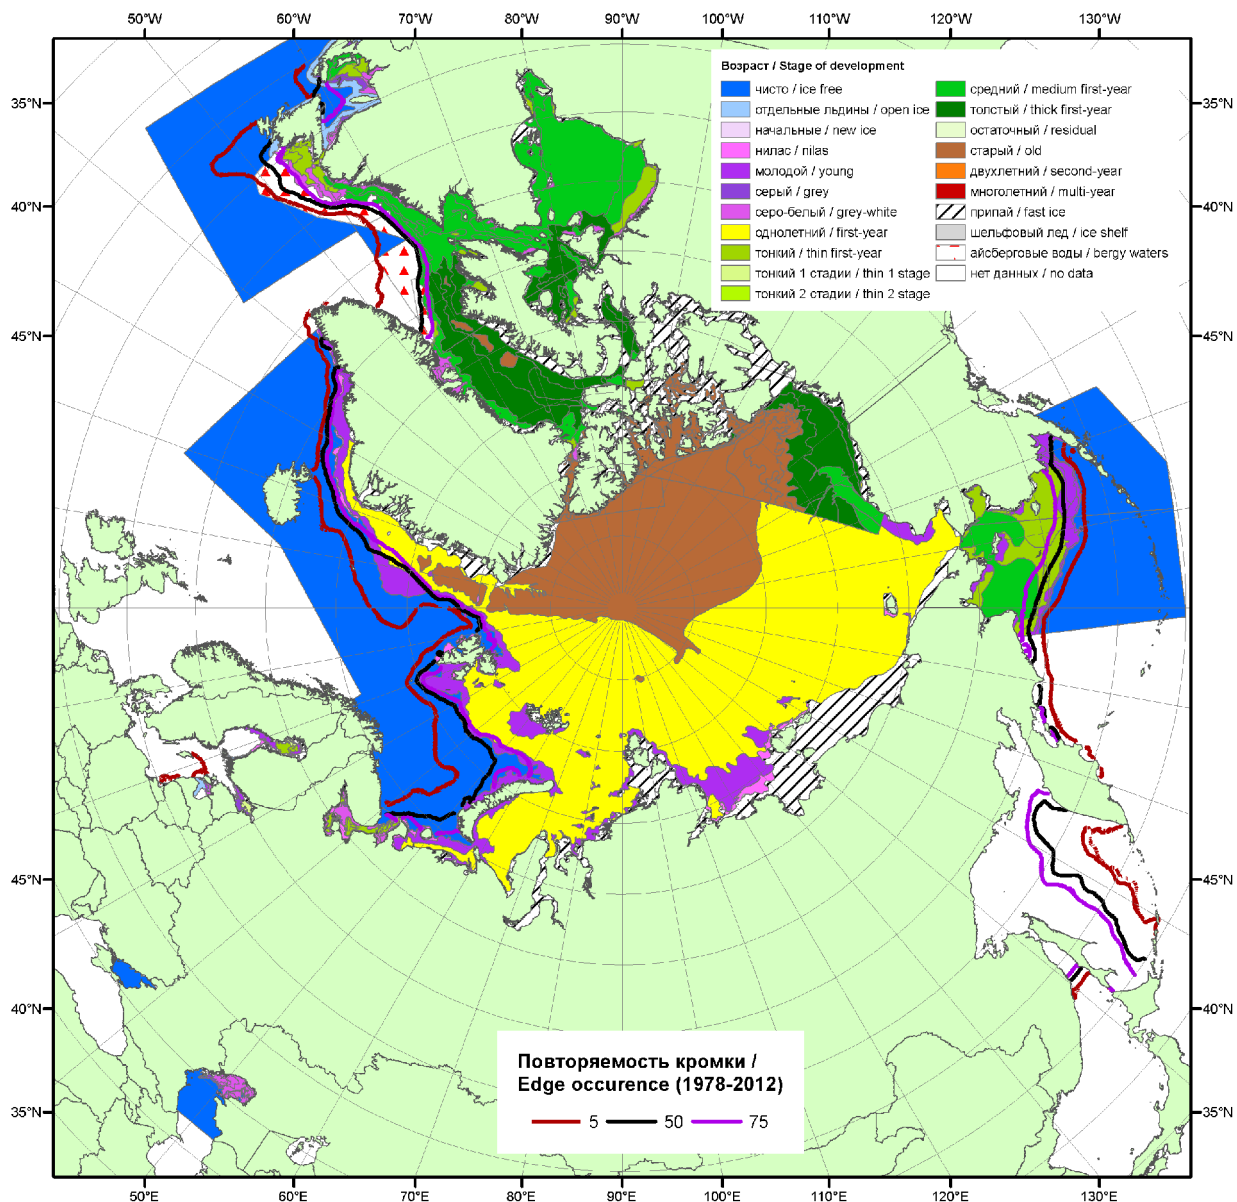 50°W 60°W 70°W 80°W 90°W 100°W 110°W 120°W 130°W
Возраст / Stage of development
чисто / ice free
отдельные льдины / open ice
начальные / new ice
нилас / nilas
молодой / young
серый / grey
серо-белый / grey-white
однолетний / first-year
тонкий / thin first-year
тонкий 1 стадии / thin 1 stage
тонкий 2 стадии / thin 2 stage
средний / medium first-year
толстый / thick first-year
остаточный / residual
старый / old
двухлетний / second-year
многолетний / multi-year
припай / fast ice
шельфовый лед / ice shelf
айсберговые воды / bergy waters
нет данных / no data
35°N 35°N
40°N 40°N
45°N 45°N
45°N 45°N
40°N 40°N
35°N 35°N
Повторяемость кромки /
Edge occurence (1978-2012)
5 50 75
50°E 60°E 70°E 80°E 90°E 100°E 110°E 120°E 130°E